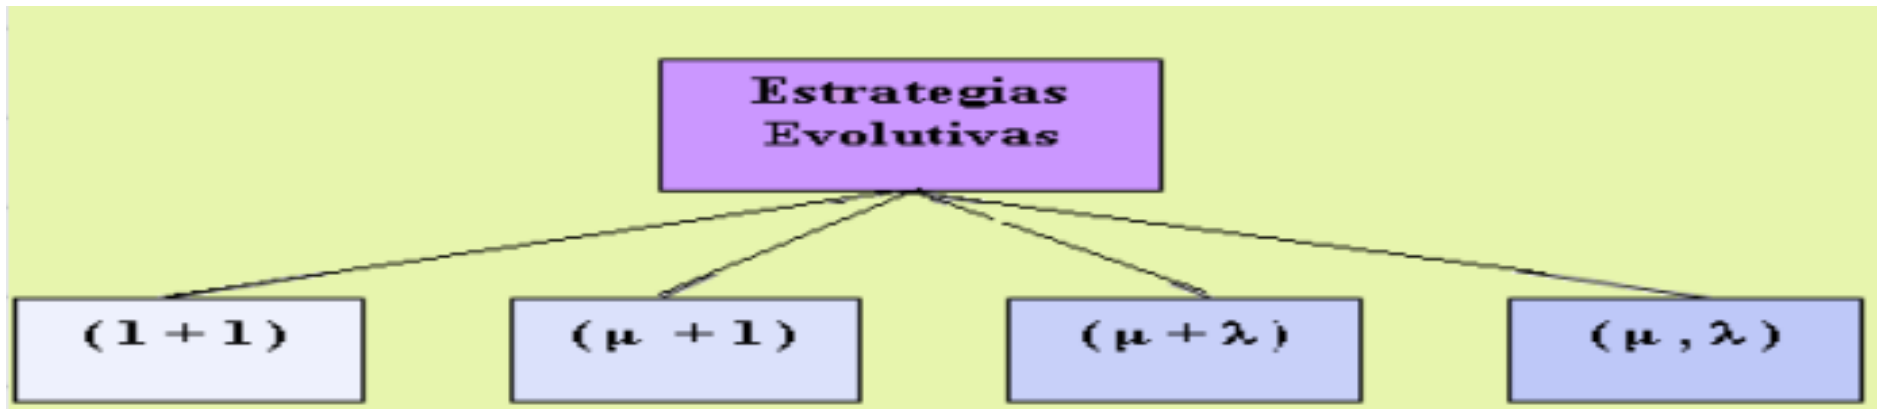 Estrategias
Evolutivas
( 1 + 1 )
( μ + 1 )
( μ + λ )
( μ , λ )